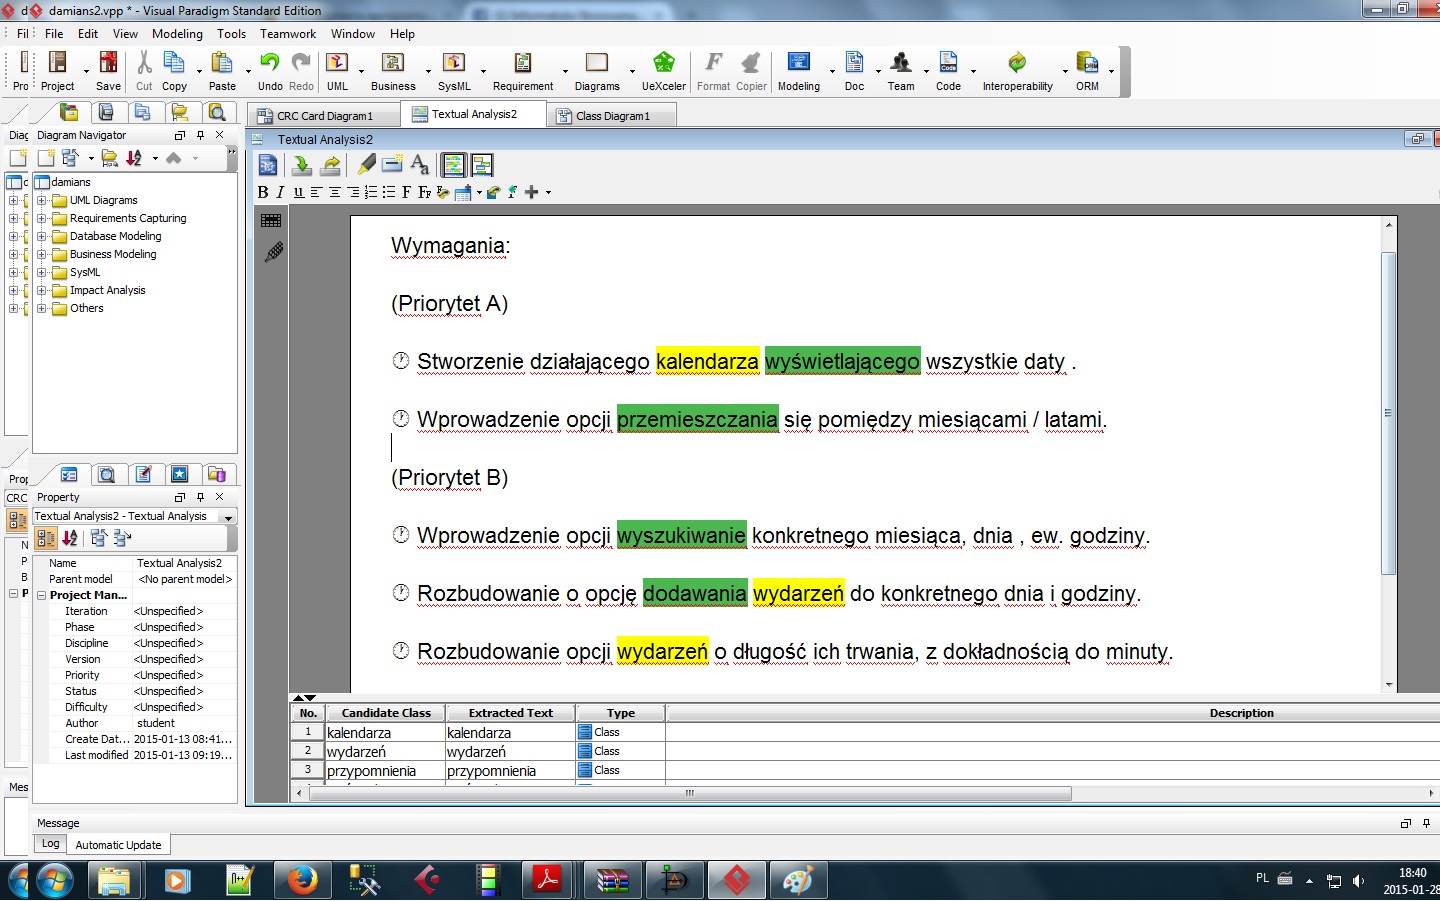 damians2.vpp * - Visual Paradigm Standard Edition
Fil File Edit View Modeling Tools Teamwork Window Help
Pro Project Save Cut Copy Paste Undo Redo UML Business SysML Requirement Diagrams UeXceler Format Copier Modeling Doc Team Code Interoperability ORM
CRC Card Diagram1 Textual Analysis2 Class Diagram1
Diag Diagram Navigator
Textual Analysis2
B I u F
damians
UML Diagrams
Requirements Capturing
Database Modeling
Business Modeling
SysML
Impact Analysis
Others
Wymagania:
(Priorytet A)
Stworzenie działającego kalendarza wyświetlającego wszystkie daty .
Wprowadzenie opcji przemieszczania się pomiędzy miesiącami / latami.
(Priorytet B)
Wprowadzenie opcji wyszukiwanie konkretnego miesiąca, dnia , ew. godziny.
Rozbudowanie o opcję dodawania wydarzeń do konkretnego dnia i godziny.
Rozbudowanie opcji wydarzeń o długość ich trwania, z dokładnością do minuty.
Prop Property
CRC Textual Analysis2 - Textual Analysis
Name Textual Analysis2
Parent model <No parent model>
Project Man...
Iteration <Unspecified>
Phase <Unspecified>
Discipline <Unspecified>
Version <Unspecified>
Priority <Unspecified>
Status <Unspecified>
Difficulty <Unspecified>
Author student
Create Dat... 2015-01-13 08:41...
Last modified 2015-01-13 09:19...
No. Candidate Class Extracted Text Type Description
1 kalendarza kalendarza Class
2 wydarzeń wydarzeń Class
3 przypomnienia przypomnienia Class
Mes Message
Log Automatic Update
PL 18:40
2015-01-28